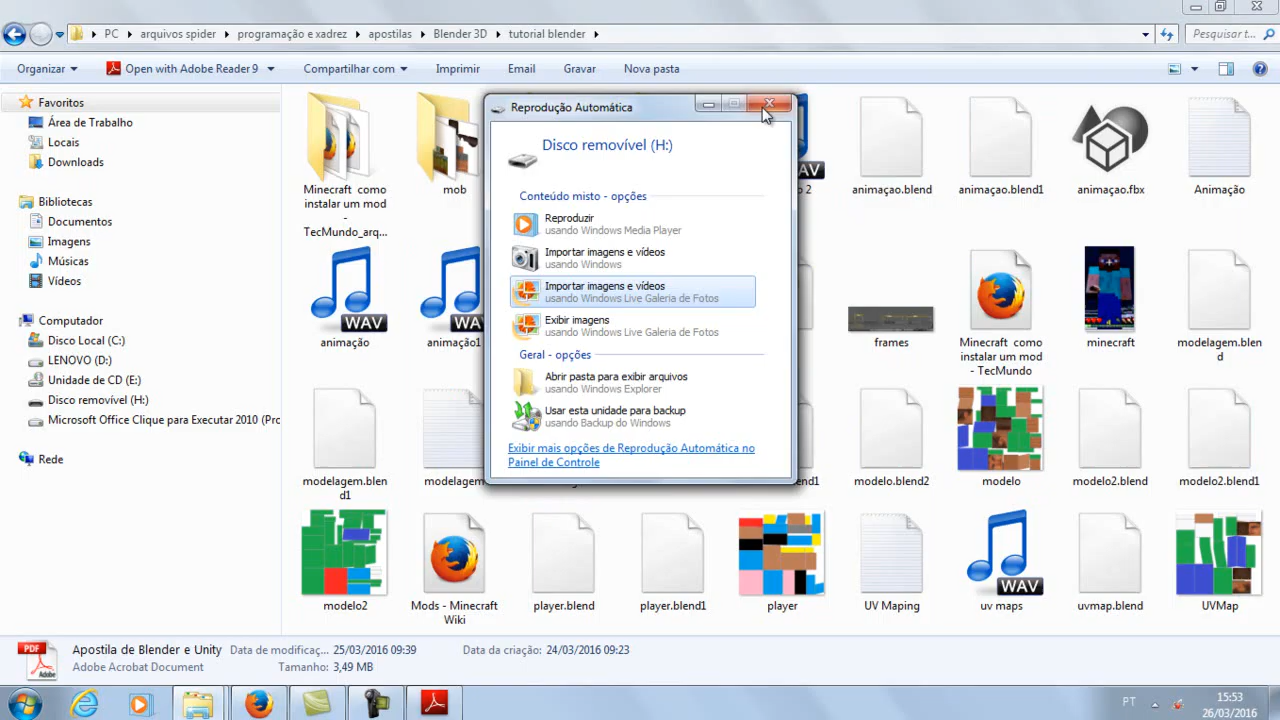 PC ▸ arquivos spider ▸ programação e xadrez ▸ apostilas ▸ Blender 3D ▸ tutorial blender ▸
Pesquisar t...
Organizar
Open with Adobe Reader 9
Compartilhar com
Imprimir
Email
Gravar
Nova pasta
Favoritos
Área de Trabalho
Locais
Downloads
Bibliotecas
Documentos
Imagens
Músicas
Vídeos
Computador
Disco Local (C:)
LENOVO (D:)
Unidade de CD (E:)
Disco removível (H:)
Microsoft Office Clique para Executar 2010 (Pro
Rede
Reprodução Automática
Disco removível (H:)
Conteúdo misto - opções
Reproduzir
usando Windows Media Player
Importar imagens e vídeos
usando Windows
Importar imagens e vídeos
usando Windows Live Galeria de Fotos
Exibir imagens
usando Windows Live Galeria de Fotos
Geral - opções
Abrir pasta para exibir arquivos
usando Windows Explorer
Usar esta unidade para backup
usando Backup do Windows
Exibir mais opções de Reprodução Automática no
Painel de Controle
Minecraft como
instalar um mod
-
TecMundo_arq...
mob
WAV
2
animaçao.blend
animaçao.blend1
animaçao.fbx
Animação
WAV
animação
WAV
animação1
frames
Minecraft como
instalar um mod
- TecMundo
minecraft
modelagem.blen
d
modelagem.blen
d1
modelagem
modelo.blend2
modelo
modelo2.blend
modelo2.blend1
modelo2
Mods - Minecraft
Wiki
player.blend
player.blend1
player
UV Maping
WAV
uv maps
uvmap.blend
UVMap
PDF
Adobe
Apostila de Blender e Unity
Adobe Acrobat Document
Data de modificaç... 25/03/2016 09:39
Tamanho: 3,49 MB
Data da criação: 24/03/2016 09:23
PT
15:53
26/03/2016